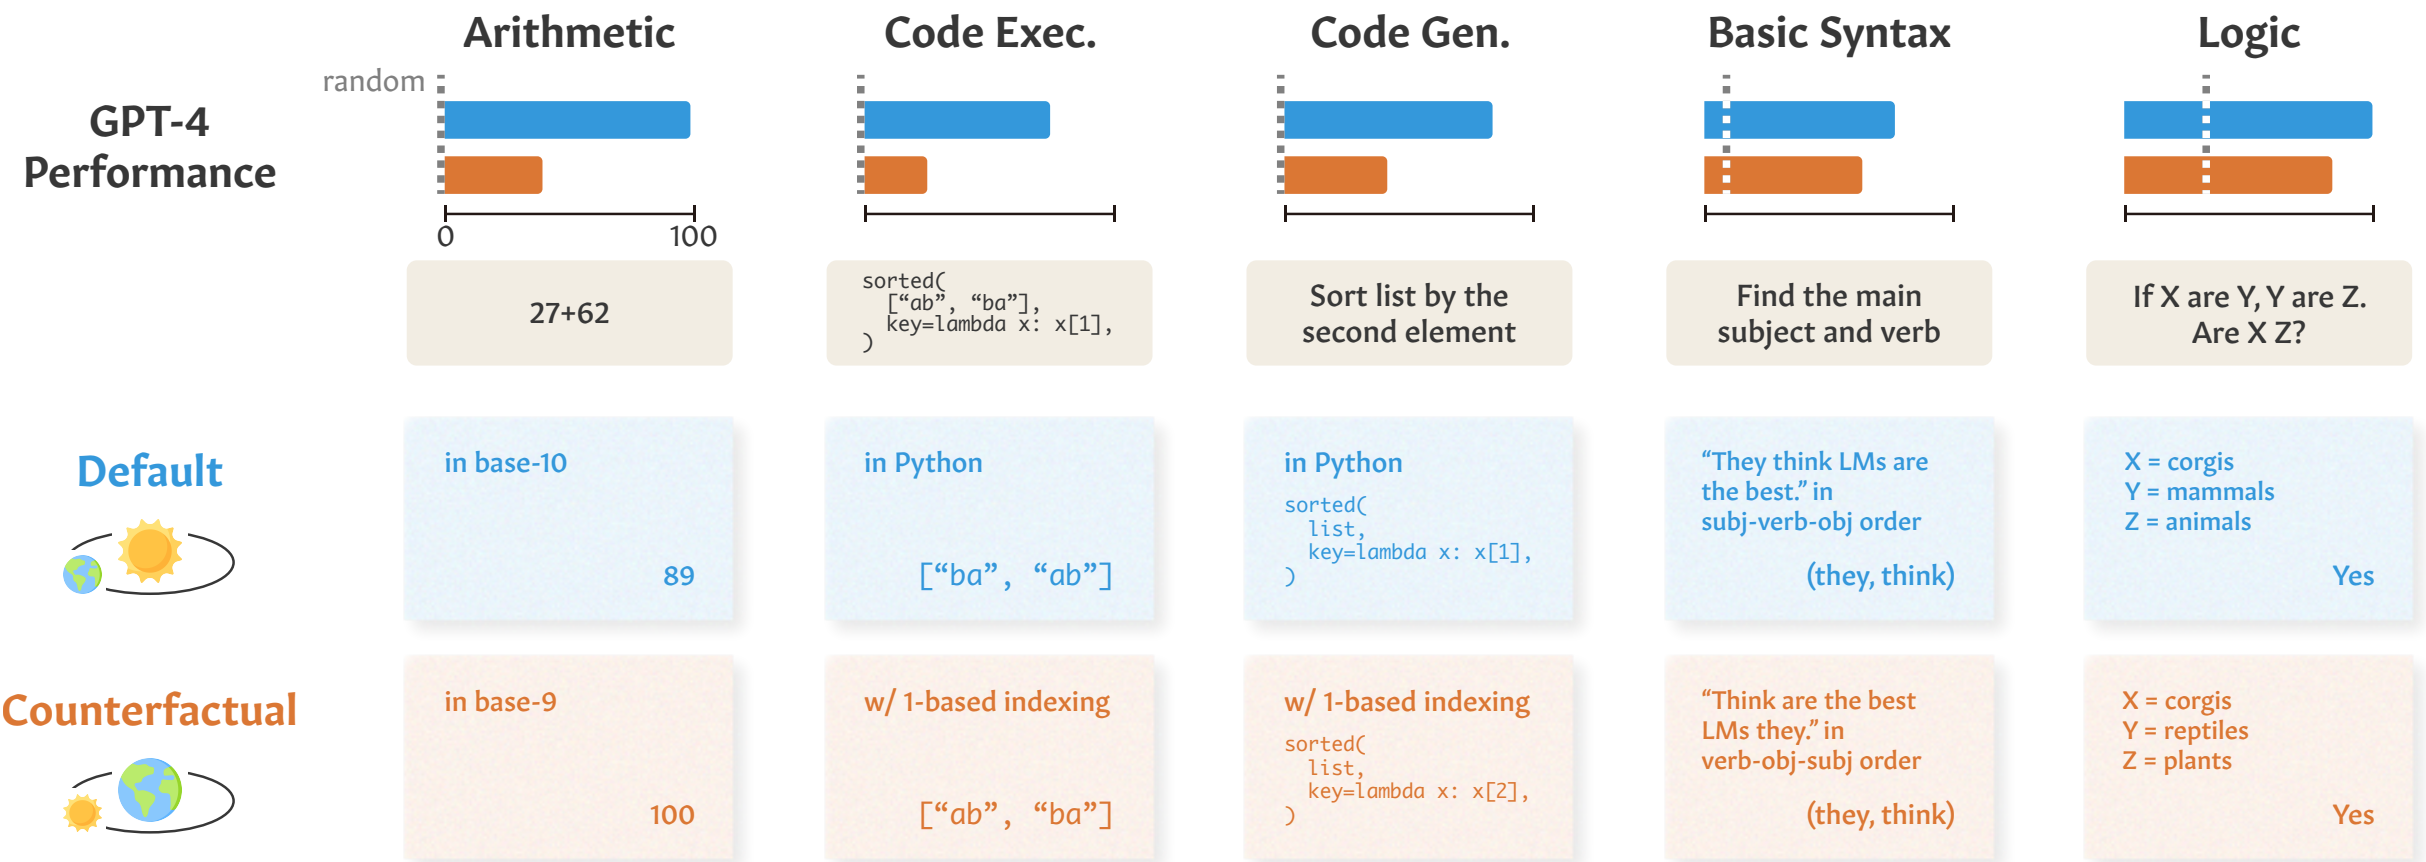 Arithmetic
Code Exec.
Code Gen.
Basic Syntax
Logic
random
GPT-4
Performance
0
100
27+62
sorted(
["ab", "ba"],
key=lambda x: x[1],
)
Sort list by the
second element
Find the main
subject and verb
If X are Y, Y are Z.
Are X Z?
Default
in base-10
89
in Python
["ba", "ab"]
in Python
sorted(
list,
key=lambda x: x[1],
)
“They think LMs are
the best.” in
subj-verb-obj order
(they, think)
X = corgis
Y = mammals
Z = animals
Yes
Counterfactual
in base-9
100
w/ 1-based indexing
["ab", "ba"]
w/ 1-based indexing
sorted(
list,
key=lambda x: x[2],
)
“Think are the best
LMs they.” in
verb-obj-subj order
(they, think)
X = corgis
Y = reptiles
Z = plants
Yes